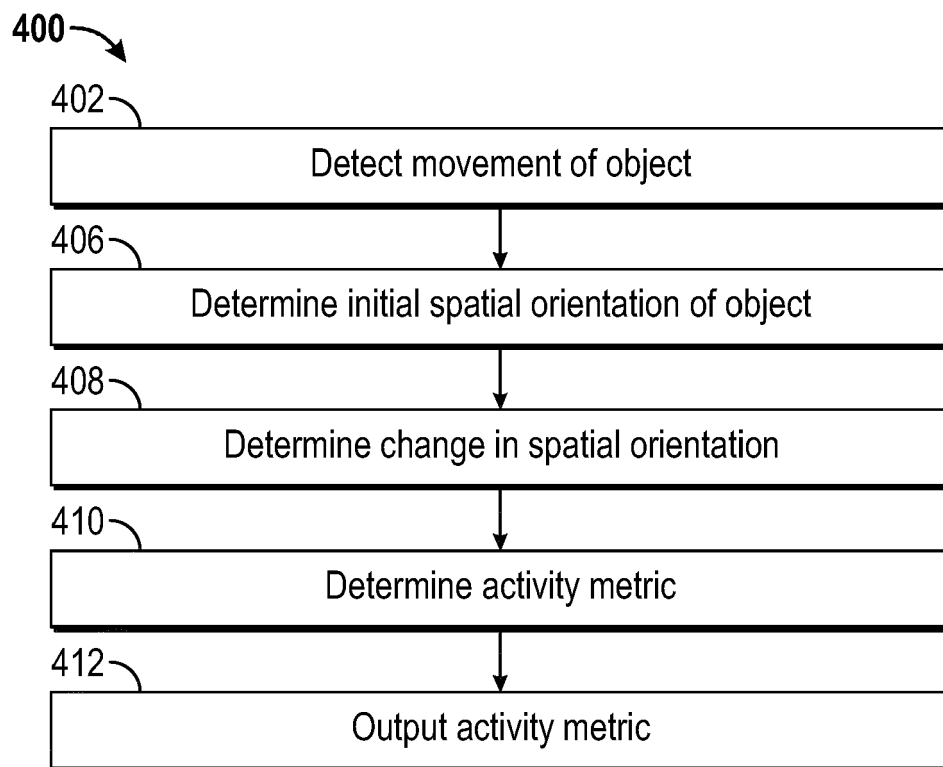 400
402
Detect movement of object
406
Determine initial spatial orientation of object
408
Determine change in spatial orientation
410
Determine activity metric
412
Output activity metric